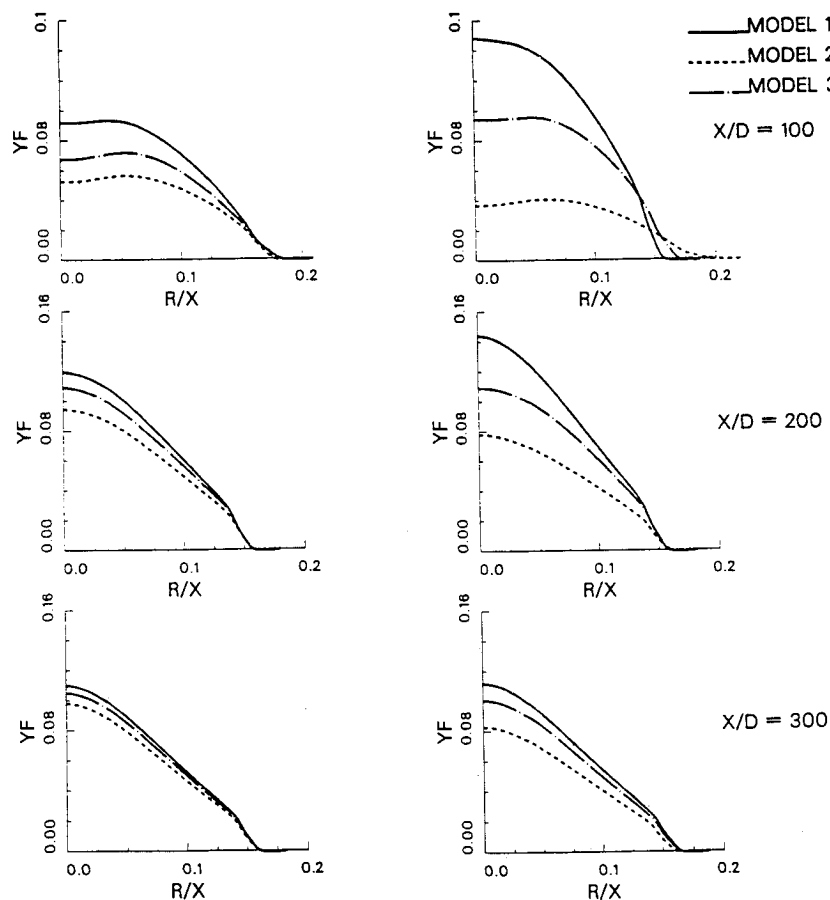 0.1
YF
0.08
0.00
0.0 0.1 0.2
R/X
0.1
YF
0.08
0.00
0.0 0.1 0.2
R/X
MODEL 1
MODEL 2
MODEL 3
X/D = 100
0.16
YF
0.08
0.00
0.0 0.1 0.2
R/X
0.16
YF
0.08
0.00
0.0 0.1 0.2
R/X
X/D = 200
0.16
YF
0.08
0.00
0.0 0.1 0.2
R/X
0.16
YF
0.08
0.00
0.0 0.1 0.2
R/X
X/D = 300